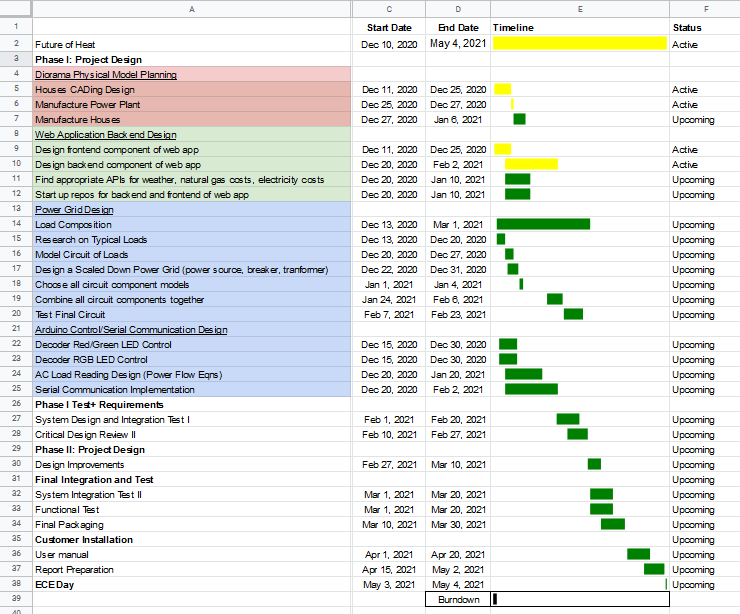 A C D E F
1 Start Date End Date Timeline Status
2 Future of Heat Dec 10, 2020 May 4, 2021 Active
3 Phase I: Project Design
4 Diorama Physical Model Planning
5 Houses CADing Design Dec 11, 2020 Dec 25, 2020 Active
6 Manufacture Power Plant Dec 25, 2020 Dec 27, 2020 Active
7 Manufacture Houses Dec 27, 2020 Jan 6, 2021 Upcoming
8 Web Application Backend Design
9 Design frontend component of web app Dec 11, 2020 Dec 25, 2020 Active
10 Design backend component of web app Dec 20, 2020 Feb 2, 2021 Active
11 Find appropriate APIs for weather, natural gas costs, electricity costs Dec 20, 2020 Jan 10, 2021 Upcoming
12 Start up repos for backend and frontend of web app Dec 20, 2020 Jan 10, 2021 Upcoming
13 Power Grid Design
14 Load Composition Dec 13, 2020 Mar 1, 2021 Upcoming
15 Research on Typical Loads Dec 13, 2020 Dec 20, 2020 Upcoming
16 Model Circuit of Loads Dec 20, 2020 Dec 27, 2020 Upcoming
17 Design a Scaled Down Power Grid (power source, breaker, tranformer) Dec 22, 2020 Dec 31, 2020 Upcoming
18 Choose all circuit component models Jan 1, 2021 Jan 4, 2021 Upcoming
19 Combine all circuit components together Jan 24, 2021 Feb 6, 2021 Upcoming
20 Test Final Circuit Feb 7, 2021 Feb 23, 2021 Upcoming
21 Arduino Control/Serial Communication Design
22 Decoder Red/Green LED Control Dec 15, 2020 Dec 30, 2020 Upcoming
23 Decoder RGB LED Control Dec 15, 2020 Dec 30, 2020 Upcoming
24 AC Load Reading Design (Power Flow Eqns) Dec 20, 2020 Jan 20, 2021 Upcoming
25 Serial Communication Implementation Dec 20, 2020 Feb 2, 2021 Upcoming
26 Phase I Test+ Requirements
27 System Design and Integration Test I Feb 1, 2021 Feb 20, 2021 Upcoming
28 Critical Design Review II Feb 10, 2021 Feb 27, 2021 Upcoming
29 Phase II: Project Design Upcoming
30 Design Improvements Feb 27, 2021 Mar 10, 2021 Upcoming
31 Final Integration and Test Upcoming
32 System Integration Test II Mar 1, 2021 Mar 20, 2021 Upcoming
33 Functional Test Mar 1, 2021 Mar 20, 2021 Upcoming
34 Final Packaging Mar 10, 2021 Mar 30, 2021 Upcoming
35 Customer Installation Upcoming
36 User manual Apr 1, 2021 Apr 20, 2021 Upcoming
37 Report Preparation Apr 15, 2021 May 2, 2021 Upcoming
38 ECE Day May 3, 2021 May 4, 2021 Upcoming
39 Burndown
40